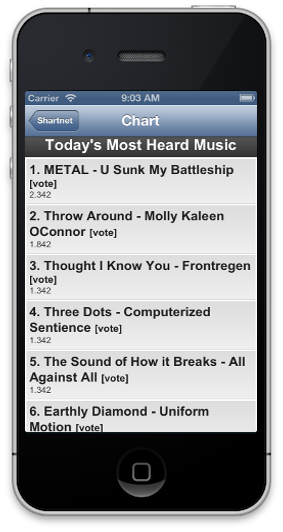 Carrier 9:03 AM
Shartnet Chart
Today's Most Heard Music
1. METAL - U Sunk My Battleship
[vote]
2.342
2. Throw Around - Molly Kaleen
OConnor [vote]
1.842
3. Thought I Know You - Frontregen
[vote]
1.342
4. Three Dots - Computerized
Sentience [vote]
1.342
5. The Sound of How it Breaks - All
Against All [vote]
1.342
6. Earthly Diamond - Uniform
Motion [vote]